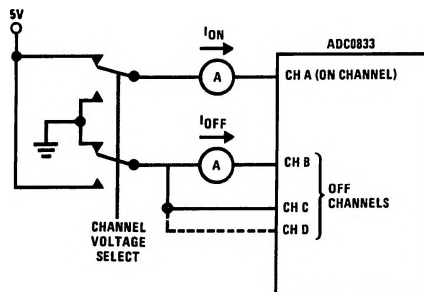 5V
ION
ADC0833
A
CH A (ON CHANNEL)
IOFF
A
CH B
OFF
CHANNELS
CH C
CH D
CHANNEL
VOLTAGE
SELECT